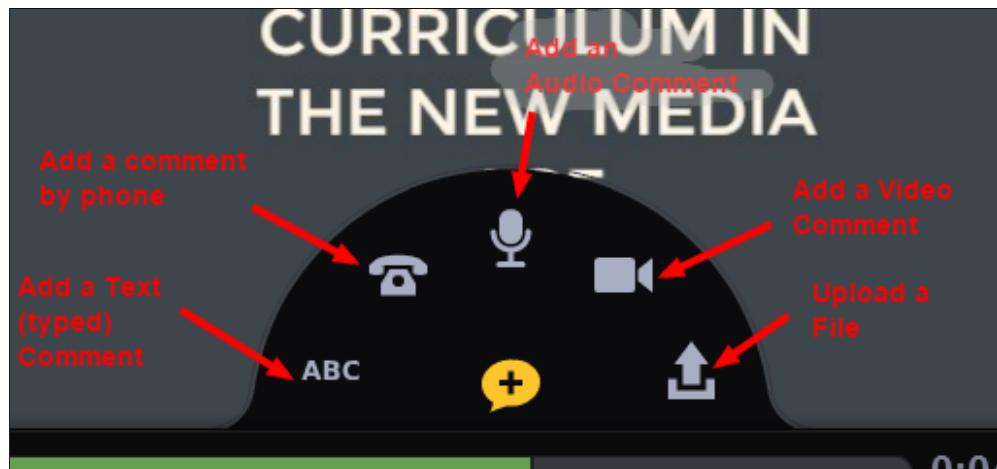 CURRICULUM IN
Add an
Audio Comment
THE NEW MEDIA
Add a comment
by phone
Add a Video
Comment
Add a Text
(typed)
Comment
Upload a
File
ABC